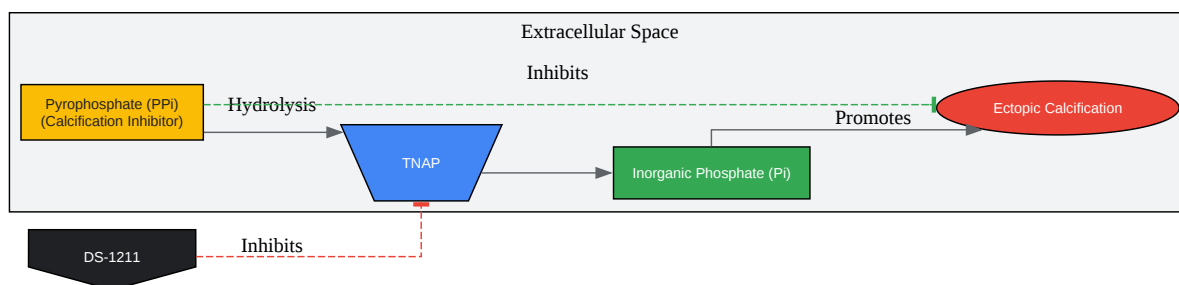 Extracellular Space
Inhibits
Pyrophosphate (PPi)
(Calcification Inhibitor)
Hydrolysis
Ectopic Calcification
Promotes
TNAP
Inorganic Phosphate (Pi)
DS-1211
Inhibits